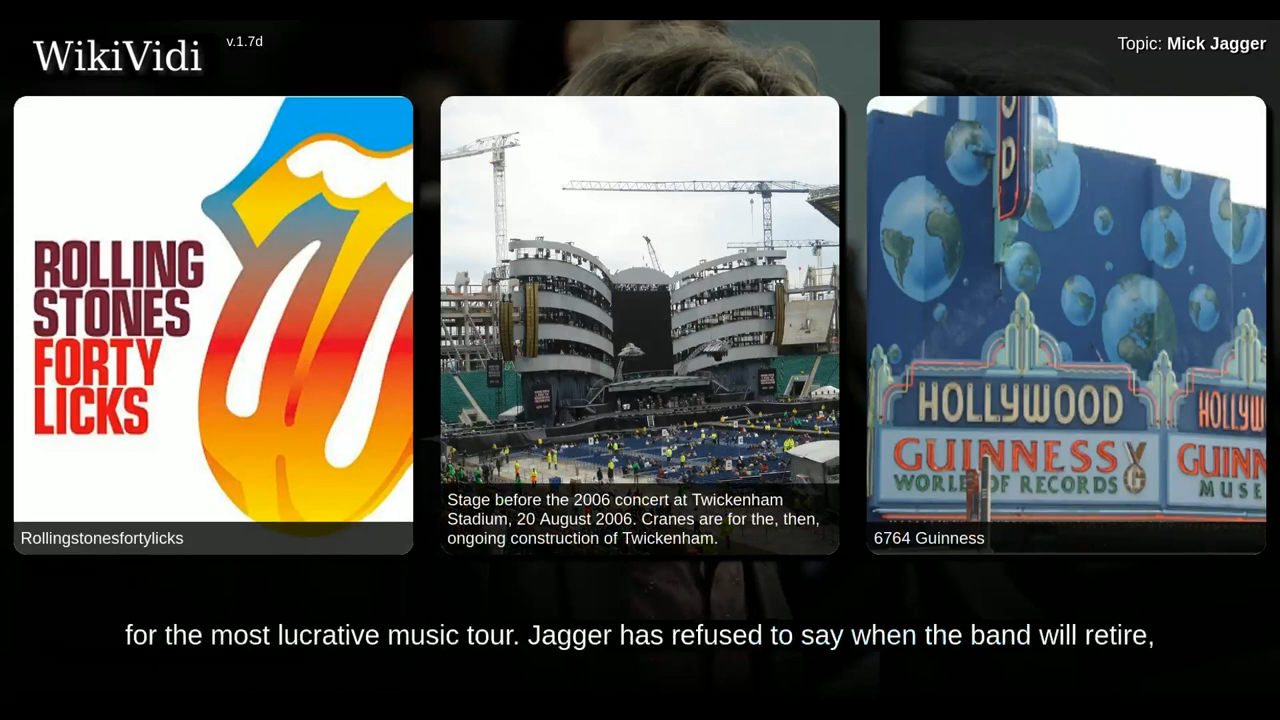 WikiVidi
v.1.7d
Topic: Mick Jagger
ROLLING
STONES
FORTY
LICKS
Rollingstonesfortylicks
Stage before the 2006 concert at Twickenham
Stadium, 20 August 2006. Cranes are for the, then,
ongoing construction of Twickenham.
OD
HOLLYWOOD
GUINNESS
WORLD OF RECORDS
HOLLYW
GUINN
MUSE
6764 Guinness
for the most lucrative music tour. Jagger has refused to say when the band will retire,